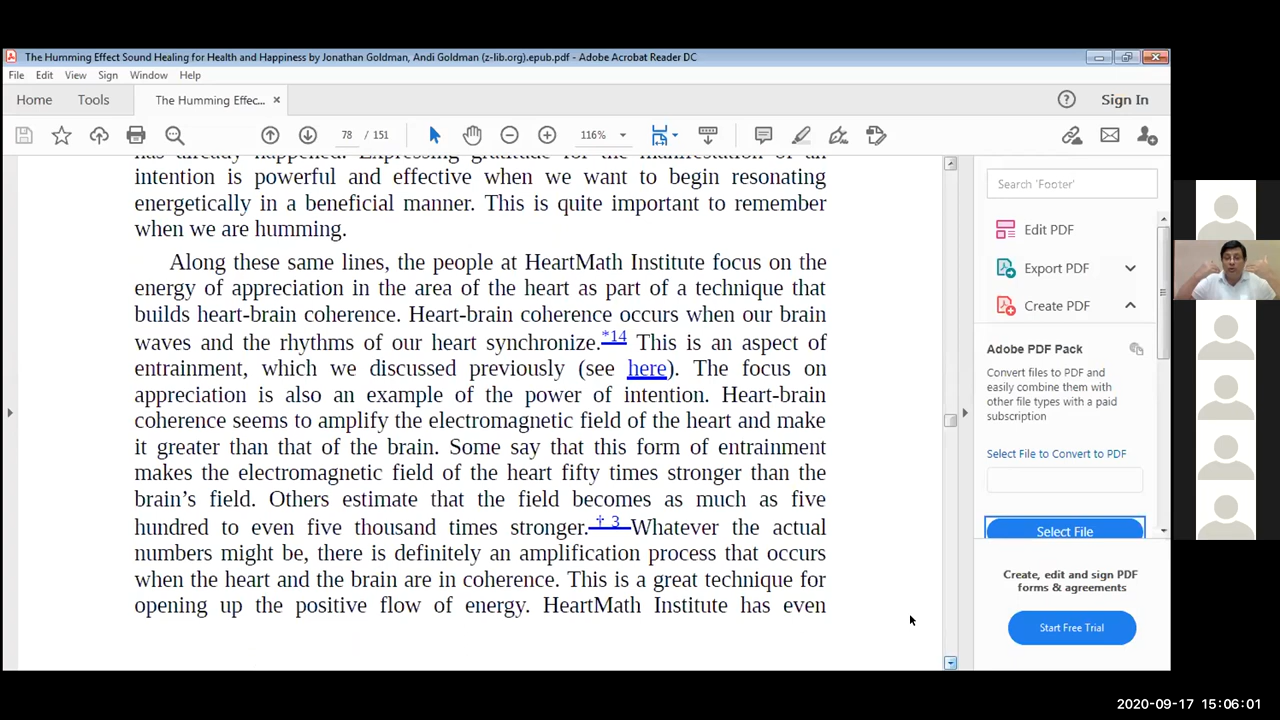 The Humming Effect Sound Healing for Health and Happiness by Jonathan Goldman, Andi Goldman (z-lib.org).epub.pdf - Adobe Acrobat Reader DC
File Edit View Sign Window Help
Home Tools The Humming Effec... × Sign In
78 / 151 116%
has already happened. Expressing gratitude for the manifestation of an
intention is powerful and effective when we want to begin resonating
energetically in a beneficial manner. This is quite important to remember
when we are humming.
Along these same lines, the people at HeartMath Institute focus on the
energy of appreciation in the area of the heart as part of a technique that
builds heart-brain coherence. Heart-brain coherence occurs when our brain
waves and the rhythms of our heart synchronize.*14 This is an aspect of
entrainment, which we discussed previously (see here). The focus on
appreciation is also an example of the power of intention. Heart-brain
coherence seems to amplify the electromagnetic field of the heart and make
it greater than that of the brain. Some say that this form of entrainment
makes the electromagnetic field of the heart fifty times stronger than the
brain's field. Others estimate that the field becomes as much as five
hundred to even five thousand times stronger.† 3 Whatever the actual
numbers might be, there is definitely an amplification process that occurs
when the heart and the brain are in coherence. This is a great technique for
opening up the positive flow of energy. HeartMath Institute has even
Search 'Footer'
Edit PDF
Export PDF
Create PDF
Adobe PDF Pack
Convert files to PDF and
easily combine them with
other file types with a paid
subscription
Select File to Convert to PDF
Select File
Create, edit and sign PDF
forms & agreements
Start Free Trial
2020-09-17 15:06:01